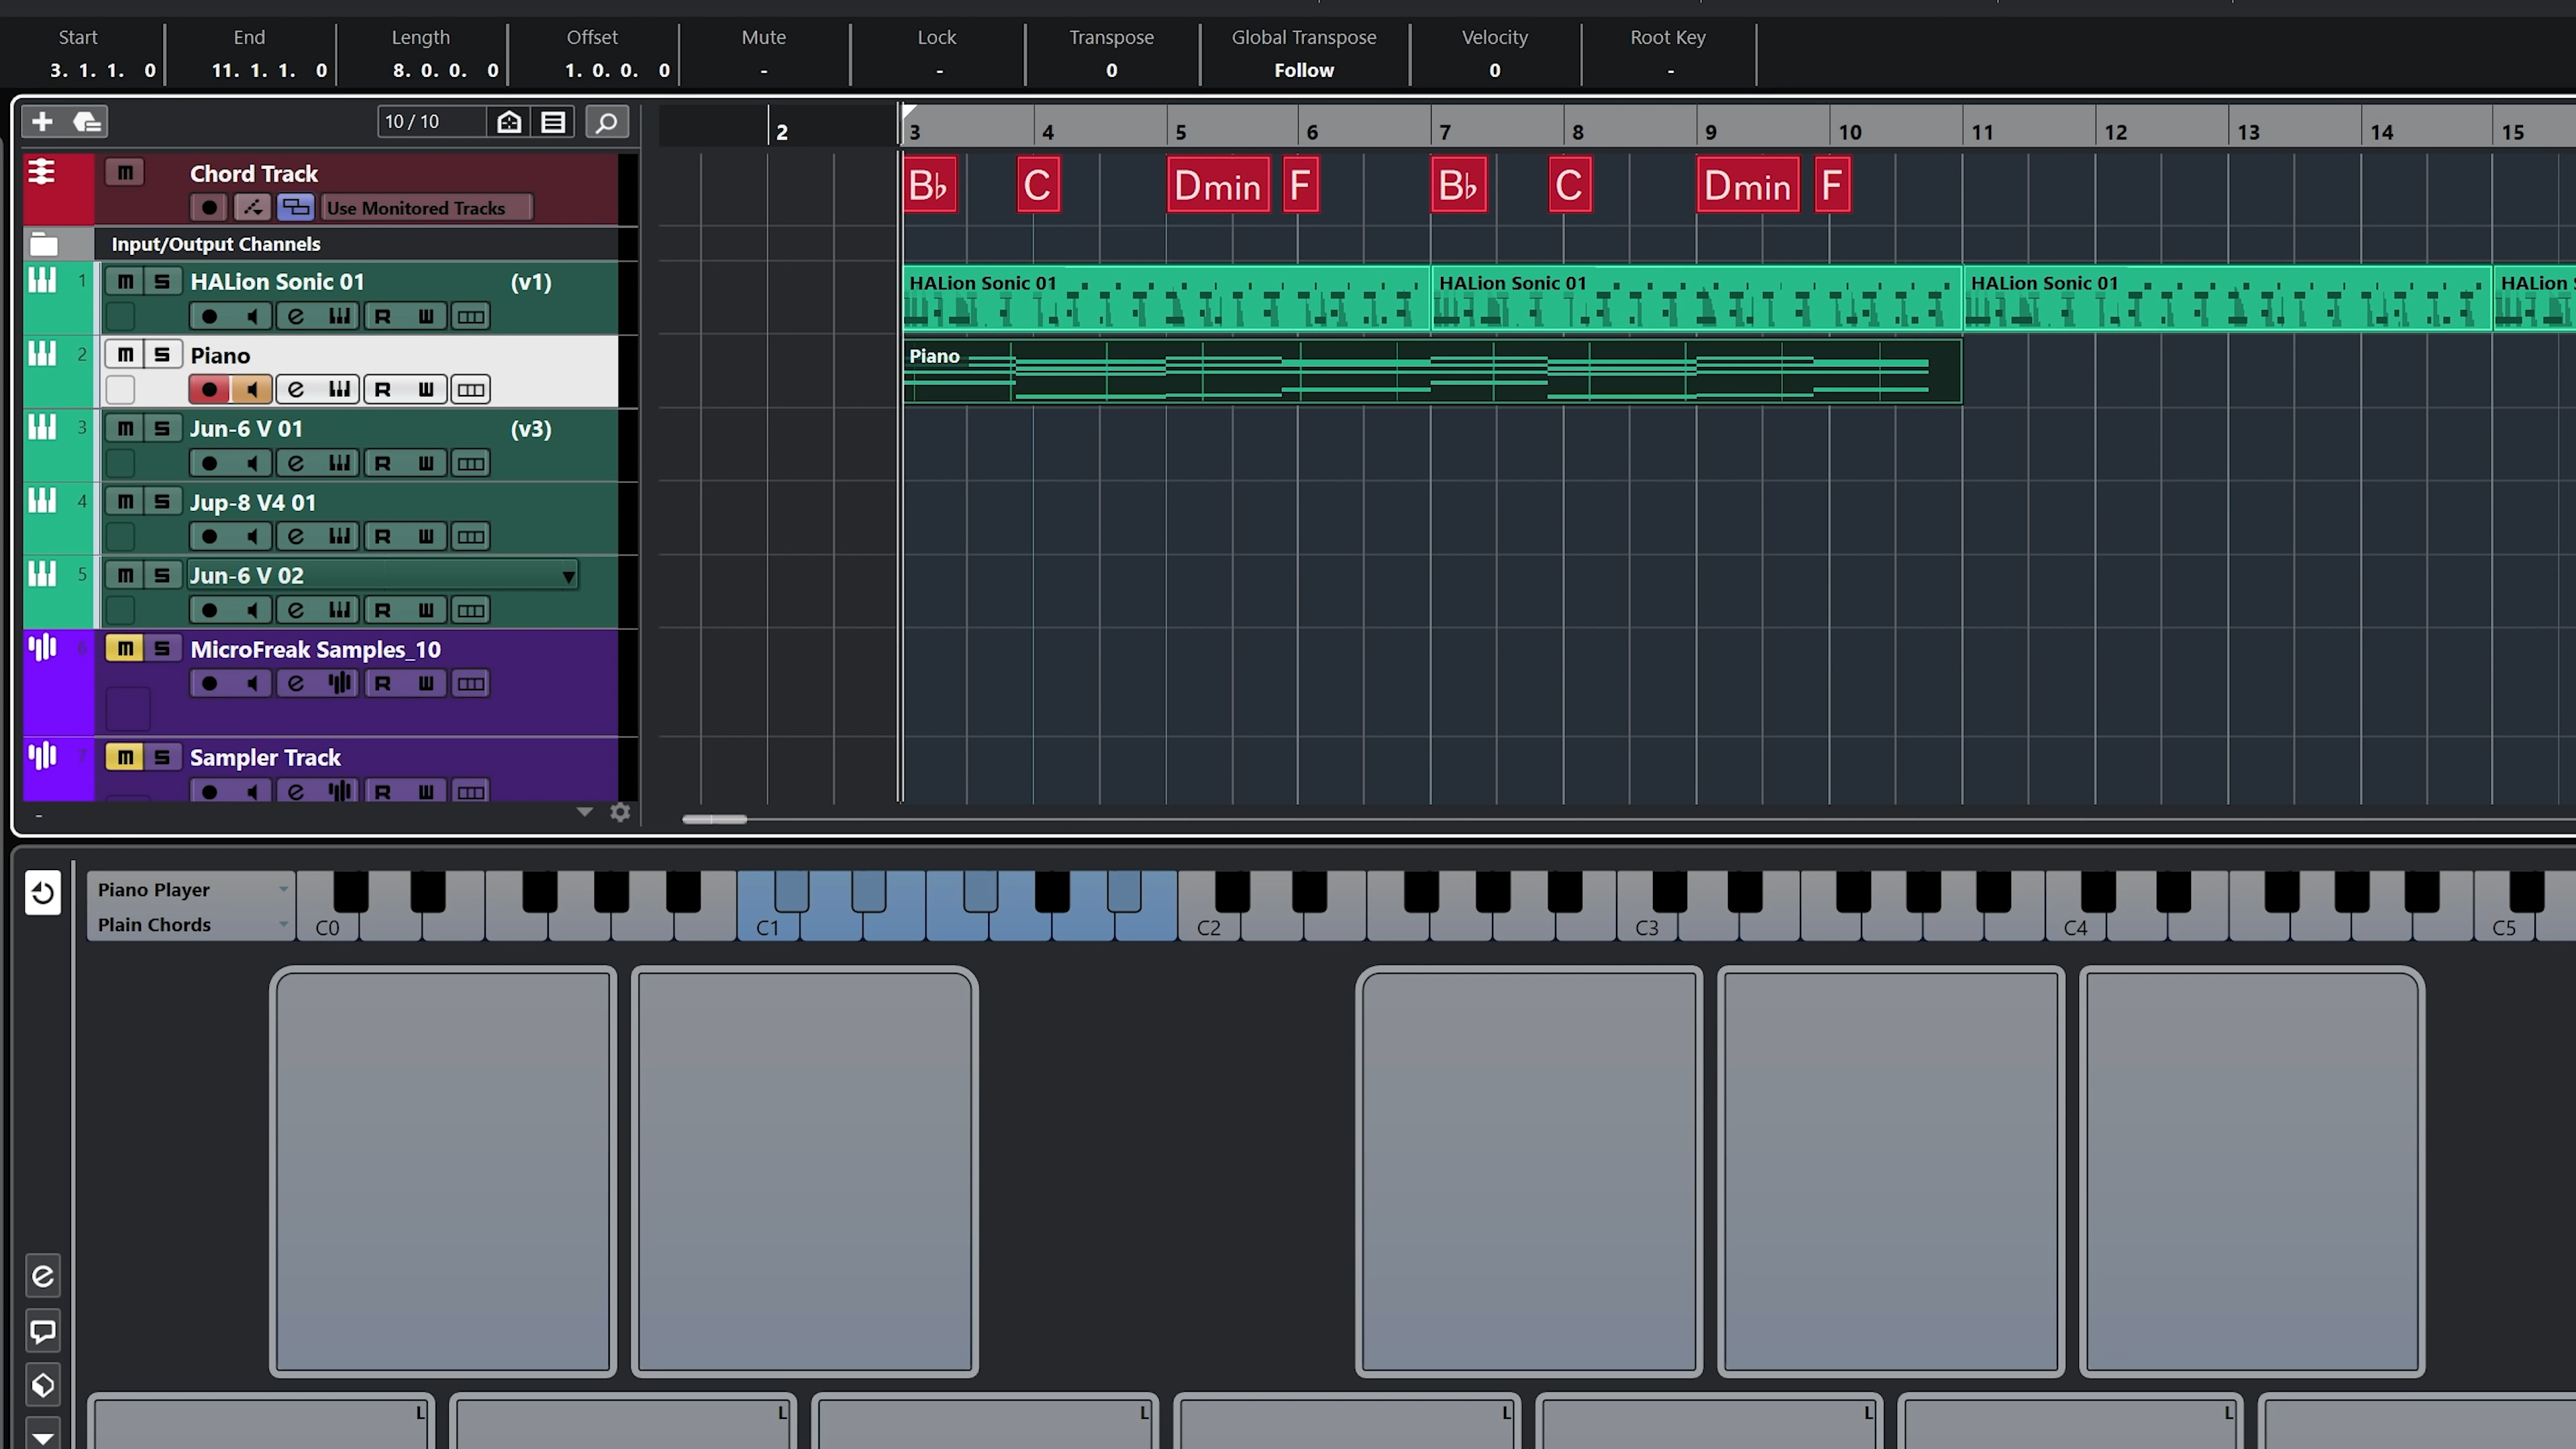 Start End Length Offset Mute Lock Transpose Global Transpose Velocity Root Key
3. 1. 1. 0 11. 1. 1. 0 8. 0. 0. 0 1. 0. 0. 0 - - 0 Follow 0 -
10 / 10
2 3 4 5 6 7 8 9 10 11 12 13 14 15
m Chord Track
B♭ C Dmin F B♭ C Dmin F
Use Monitored Tracks
Input/Output Channels
1 m S HALion Sonic 01 (v1)
e R W
HALion Sonic 01 HALion Sonic 01 HALion Sonic 01 HALion S
2 m S Piano
e R W
Piano
3 m S Jun-6 V 01 (v3)
e R W
4 m S Jup-8 V4 01
e R W
5 m S Jun-6 V 02
e R W
6 m S MicroFreak Samples_10
e R W
7 m S Sampler Track
e R W
-
Piano Player
Plain Chords
C0 C1 C2 C3 C4 C5
e
L L L L L L